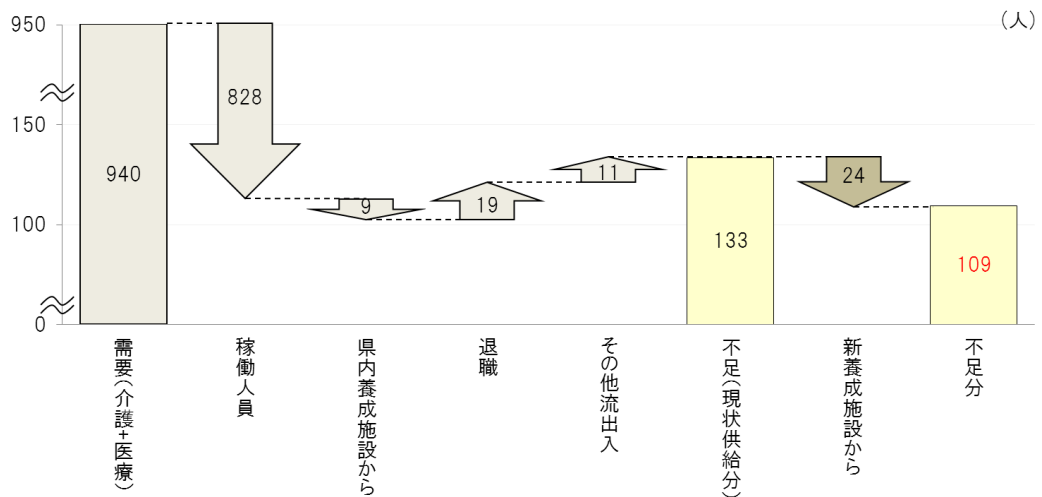 (人)
950
150
100
0
940
828
9
19
11
133
24
109
需要(介護+医療)
稼働人員
県内養成施設から
退職
その他流出入
不足(現状供給分)
新養成施設から
不足分